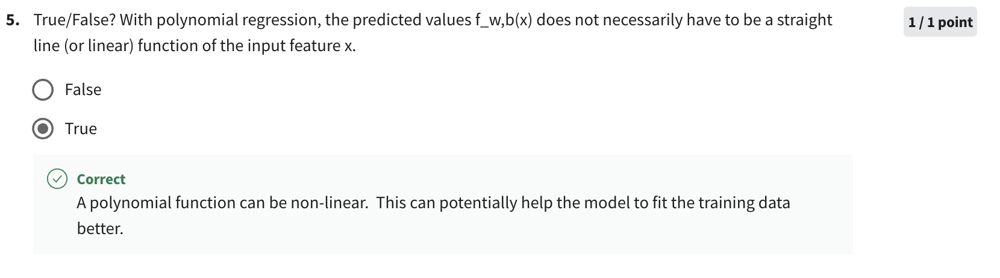 5. True/False? With polynomial regression, the predicted values f_w,b(x) does not necessarily have to be a straight
line (or linear) function of the input feature x.
1 / 1 point
False
True
Correct
A polynomial function can be non-linear.  This can potentially help the model to fit the training data
better.